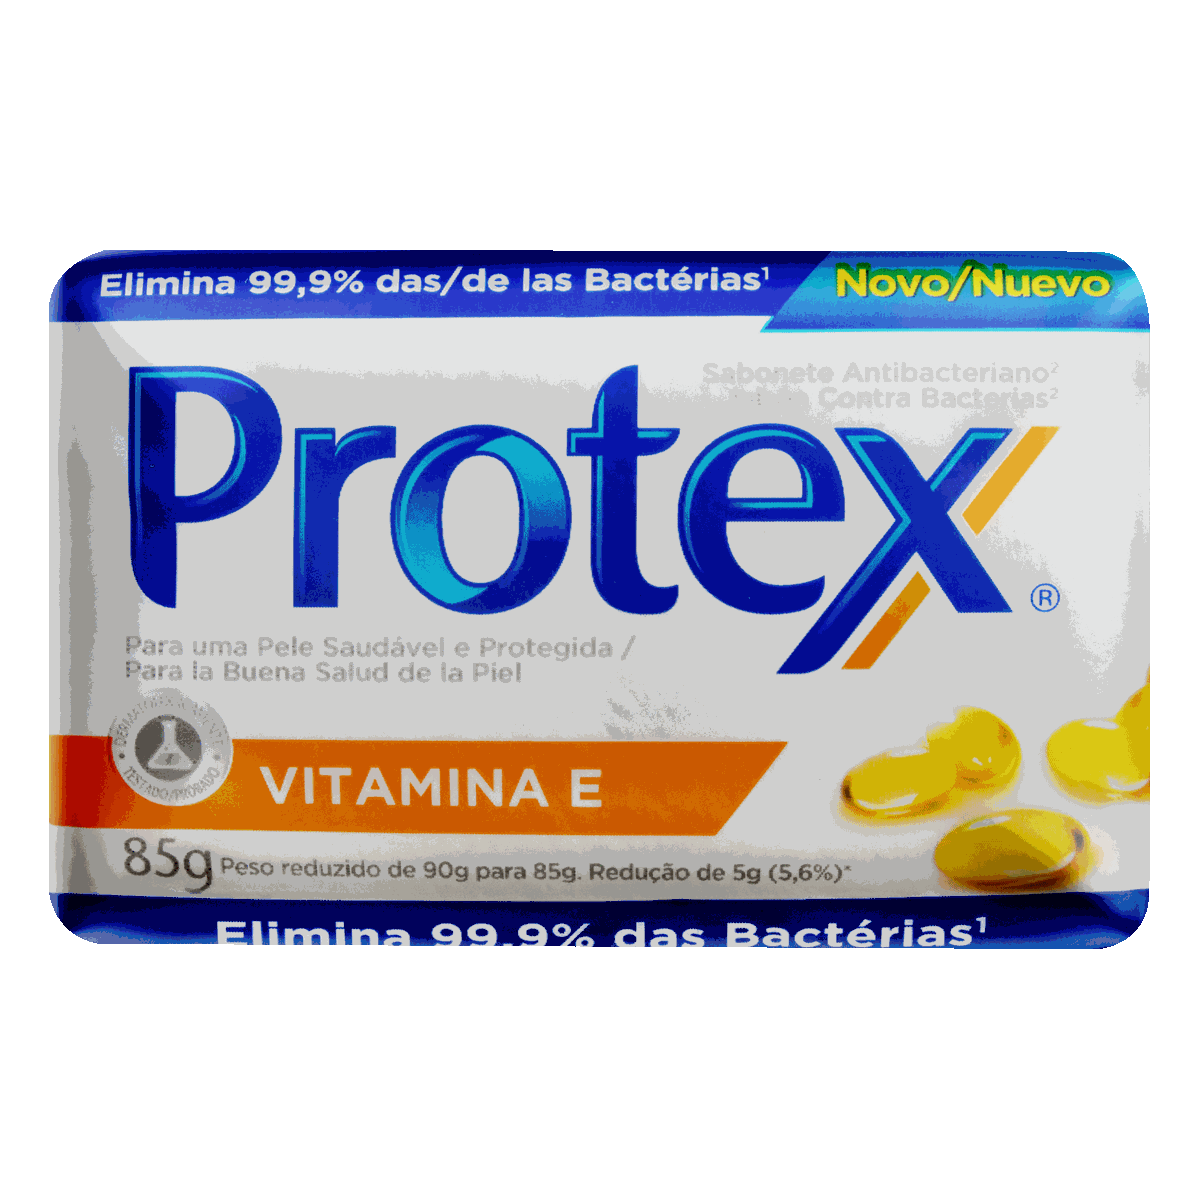 Elimina 99,9% das/de las Bactérias¹
Novo/Nuevo
Sabonete Antibacteriano²
Contra Bacterias²
Protex®
Para uma Pele Saudável e Protegida /
Para la Buena Salud de la Piel
TESTADO/PROBADO
VITAMINA E
85g Peso reduzido de 90g para 85g. Redução de 5g (5,6%)*
Elimina 99,9% das Bactérias¹